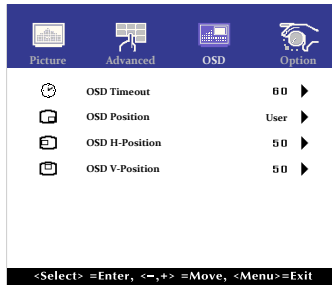 Picture Advanced OSD Option
OSD Timeout 60
OSD Position User
OSD H-Position 50
OSD V-Position 50
<Select> =Enter, <-,+> =Move, <Menu>=Exit